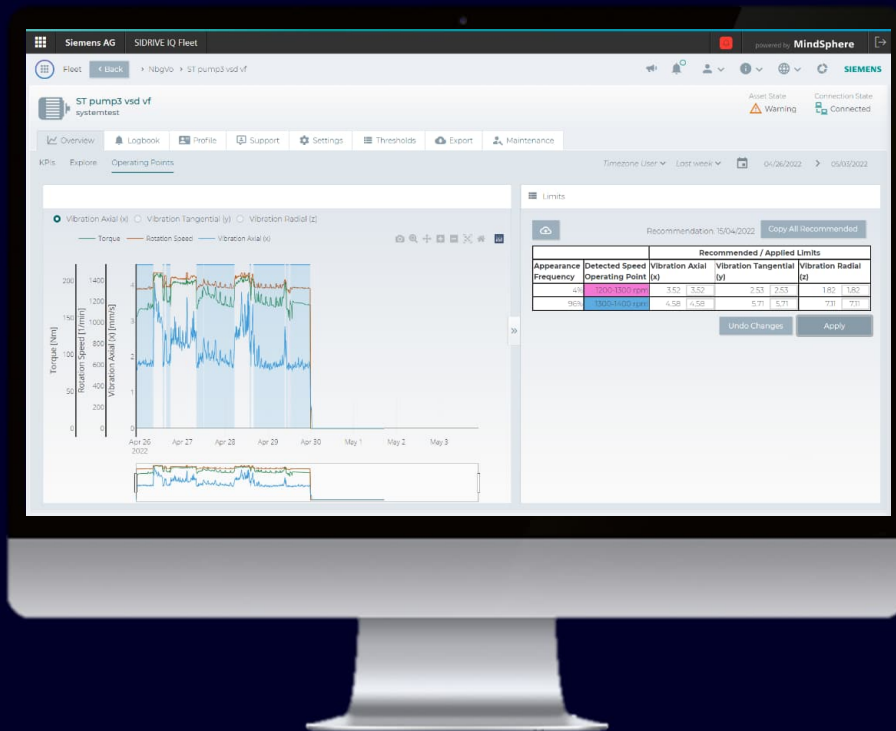 Siemens AG SIDRIVE IQ Fleet powered by MindSphere
Fleet < Back NbgVo ST pump3 vsd vf SIEMENS
ST pump3 vsd vf
systemtest
Asset State Connection State
Warning Connected
Overview Logbook Profile Support Settings Thresholds Export Maintenance
KPI's Explore Operating Points
Timezone User Last week 04/26/2022 > 05/03/2022
Vibration Axial (x) Vibration Tangential (y) Vibration Radial (z)
Torque Rotation Speed Vibration Axial (x)
Torque [Nm]
200
150
100
50
0
Rotation Speed [1/min]
1400
1200
1000
800
600
400
200
0
Vibration Axial (x) [mm/s]
4
3
2
1
0
Apr 26 Apr 27 Apr 28 Apr 29 Apr 30 May 1 May 2 May 3
2022
»
Limits
Recommendation: 15/04/2022 Copy All Recommended
Recommended / Applied Limits
Appearance Frequency Detected Speed Operating Point Vibration Axial (x) Vibration Tangential (y) Vibration Radial (z)
4% 1200-1300 rpm 3.52 3.52 2.53 2.53 1.82 1.82
96% 1300-1400 rpm 4.58 4.58 5.71 5.71 7.11 7.11
Undo Changes Apply